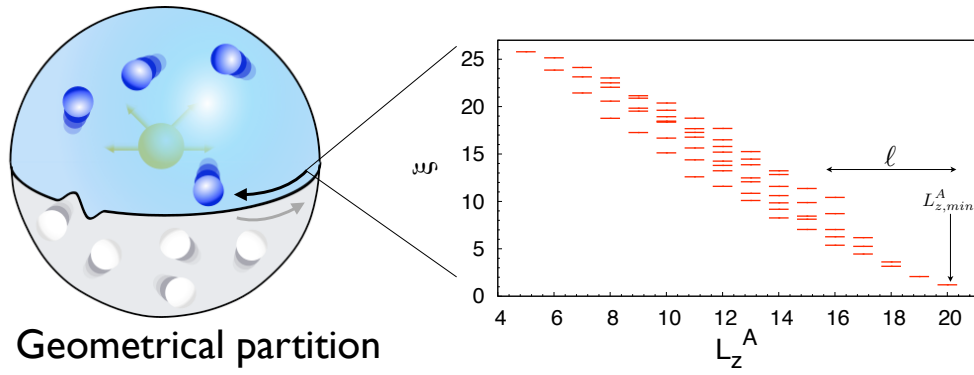 25
20
15
10
5
0
ξ
ℓ
L^A_{z,min}
4 6 8 10 12 14 16 18 20
L_z^A
Geometrical partition